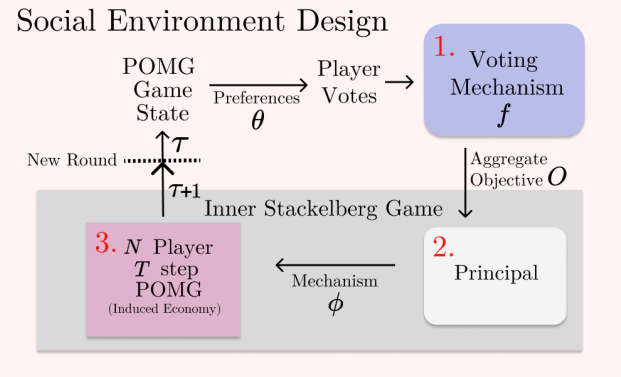 Social Environment Design
POMG
Game
State
Preferences
θ
Player
Votes
1. Voting
Mechanism
f
New Round
τ
τ+1
Aggregate
Objective O
Inner Stackelberg Game
3. N Player
T step
POMG
(Induced Economy)
Mechanism
ϕ
2.
Principal